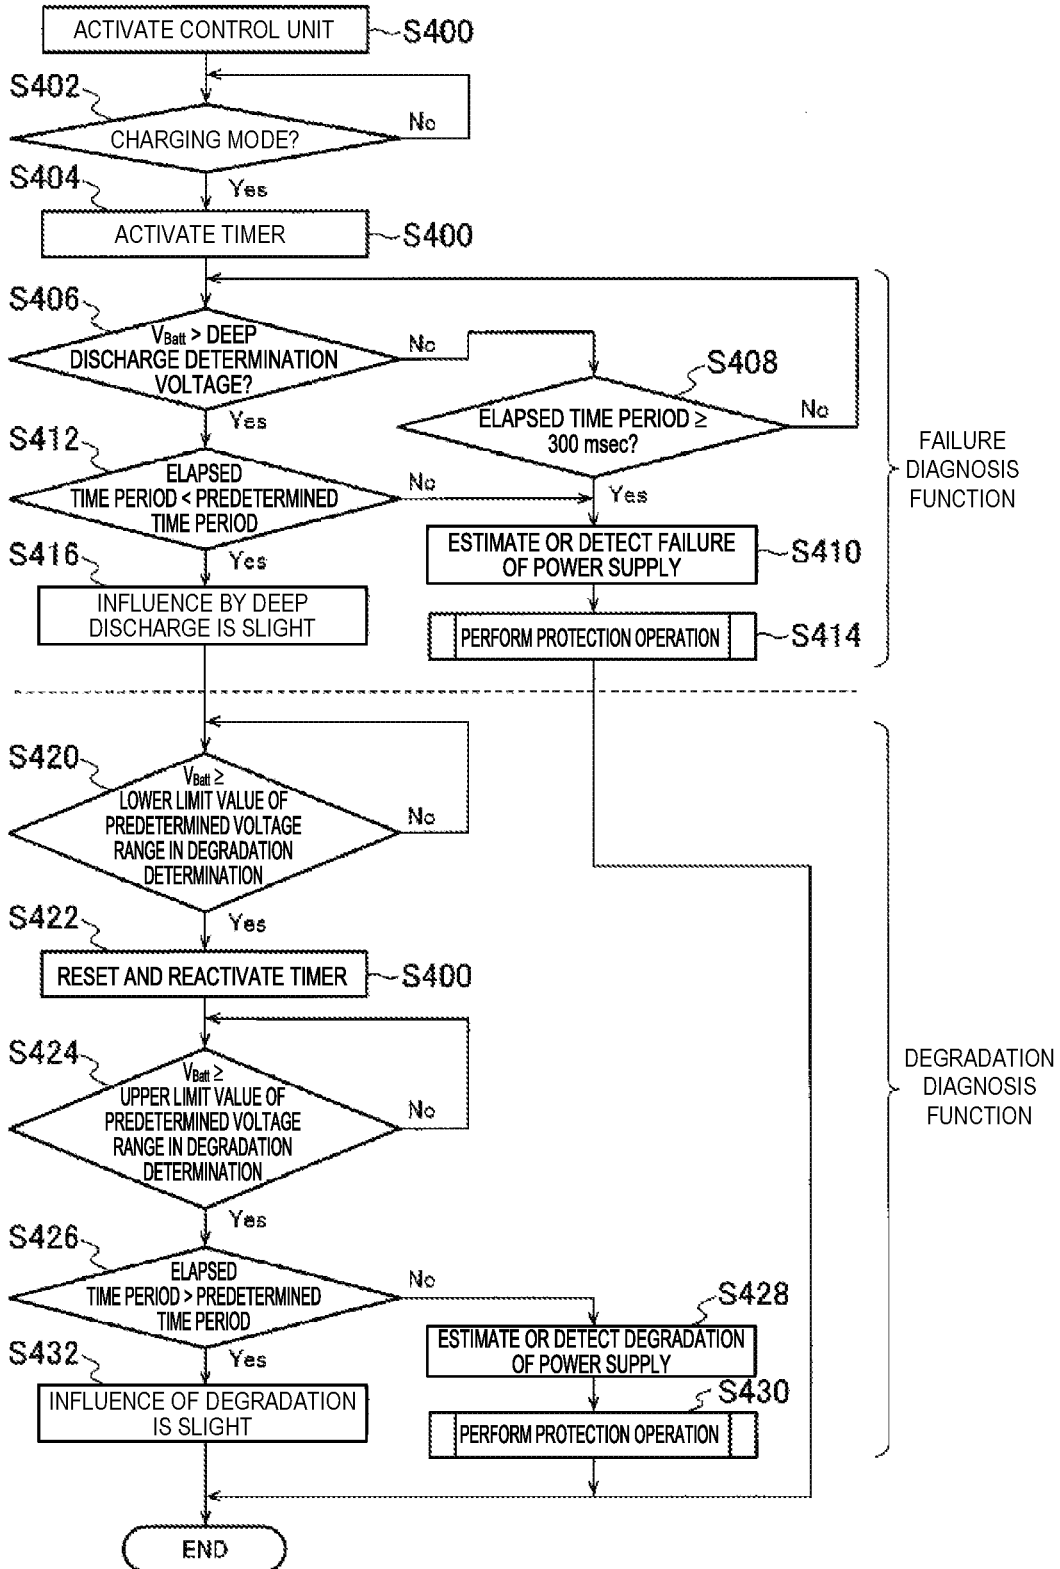 ACTIVATE CONTROL UNIT
S400
S402
CHARGING MODE?
No
Yes
S404
ACTIVATE TIMER
S400
S406
VBatt > DEEP
DISCHARGE DETERMINATION
VOLTAGE?
No
Yes
S408
ELAPSED TIME PERIOD ≥
300 msec?
No
Yes
S412
ELAPSED
TIME PERIOD < PREDETERMINED
TIME PERIOD
No
Yes
ESTIMATE OR DETECT FAILURE
OF POWER SUPPLY
S410
S416
INFLUENCE BY DEEP
DISCHARGE IS SLIGHT
PERFORM PROTECTION OPERATION
S414
FAILURE
DIAGNOSIS
FUNCTION
S420
VBatt ≥
LOWER LIMIT VALUE OF
PREDETERMINED VOLTAGE
RANGE IN DEGRADATION
DETERMINATION
No
Yes
S422
RESET AND REACTIVATE TIMER
S400
S424
VBatt ≥
UPPER LIMIT VALUE OF
PREDETERMINED VOLTAGE
RANGE IN DEGRADATION
DETERMINATION
No
Yes
DEGRADATION
DIAGNOSIS
FUNCTION
S426
ELAPSED
TIME PERIOD > PREDETERMINED
TIME PERIOD
No
Yes
S428
ESTIMATE OR DETECT DEGRADATION
OF POWER SUPPLY
S432
INFLUENCE OF DEGRADATION
IS SLIGHT
S430
PERFORM PROTECTION OPERATION
END